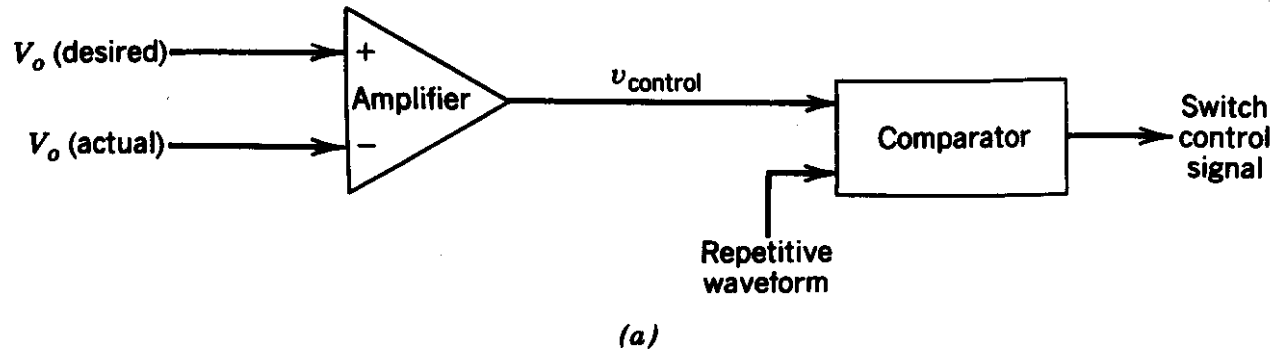 V_o (desired)
+
Amplifier
V_o (actual)
−
v_control
Comparator
Switch
control
signal
Repetitive
waveform
(a)